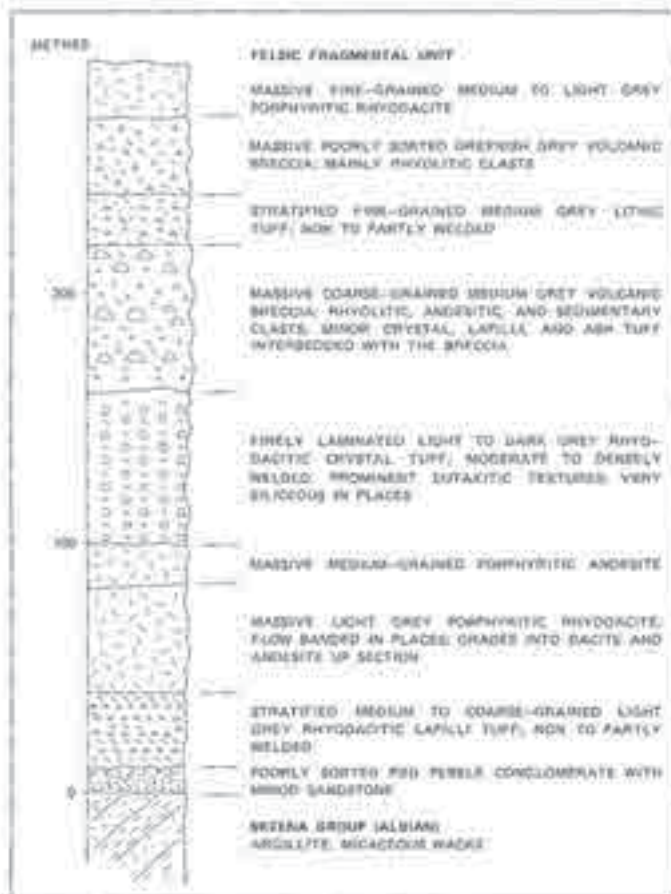 METRES
FELSIC FRAGMENTAL UNIT
MASSIVE FINE-GRAINED MEDIUM TO LIGHT GREY
PORPHYRITIC RHYODACITE
MASSIVE POORLY SORTED GREENISH GREY VOLCANIC
BRECCIA; MAINLY RHYOLITIC CLASTS
STRATIFIED FINE-GRAINED MEDIUM GREY LITHIC
TUFF; NON TO PARTLY WELDED
200
MASSIVE COARSE-GRAINED MEDIUM GREY VOLCANIC
BRECCIA; RHYOLITIC, ANDESITIC, AND SEDIMENTARY
CLASTS. MINOR CRYSTAL, LAPILLI, AND ASH TUFF
INTERBEDDED WITH THE BRECCIA
FINELY LAMINATED LIGHT TO DARK GREY RHYO-
DACITIC CRYSTAL TUFF; MODERATE TO DENSELY
WELDED; PROMINENT EUTAXITIC TEXTURES; VERY
SILICEOUS IN PLACES
100
MASSIVE MEDIUM-GRAINED PORPHYRITIC ANDESITE
MASSIVE LIGHT GREY PORPHYRITIC RHYODACITE;
FLOW BANDED IN PLACES; GRADES INTO DACITE AND
ANDESITE UP SECTION
STRATIFIED MEDIUM TO COARSE-GRAINED LIGHT
GREY RHYODACITIC LAPILLI TUFF; NON TO PARTLY
WELDED
0
POORLY SORTED RED PEBBLE CONGLOMERATE WITH
MINOR SANDSTONE
SKEENA GROUP (ALBIAN)
ARGILLITE, MICACEOUS WACKE